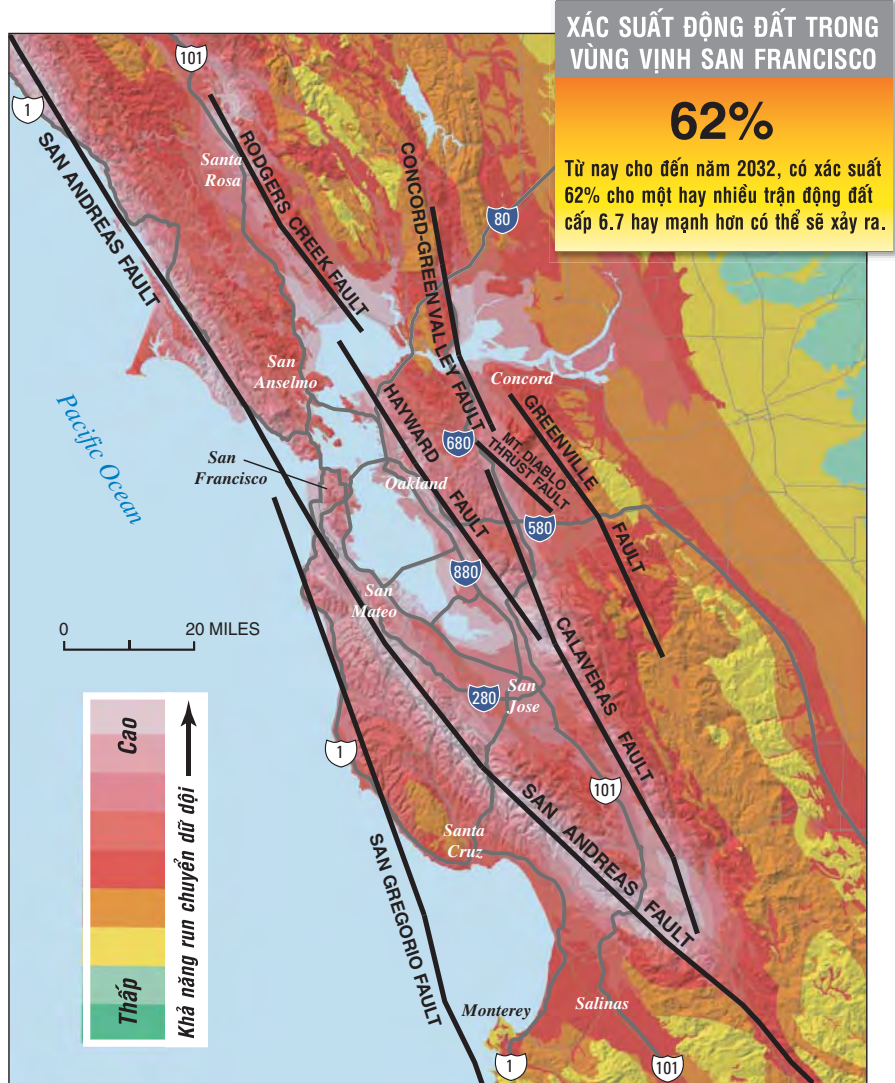 XÁC SUẤT ĐỘNG ĐẤT TRONG
VÙNG VỊNH SAN FRANCISCO
62%
Từ nay cho đến năm 2032, có xác suất
62% cho một hay nhiều trận động đất
cấp 6.7 hay mạnh hơn có thể sẽ xảy ra.
101
1
SAN ANDREAS FAULT
Santa
Rosa
RODGERS CREEK FAULT
CONCORD-GREEN VALLEY FAULT
80
San
Anselmo
Concord
Pacific Ocean
HAYWARD
FAULT
680
MT. DIABLO
THRUST FAULT
GREENVILLE
FAULT
San
Francisco
Oakland
580
880
San
Mateo
0
20 MILES
CALAVERAS
FAULT
San
Jose
280
1
101
SAN ANDREAS FAULT
Santa
Cruz
SAN GREGORIO FAULT
Cao
Thấp
Khả năng run chuyển dữ dội
Monterey
Salinas
1
101